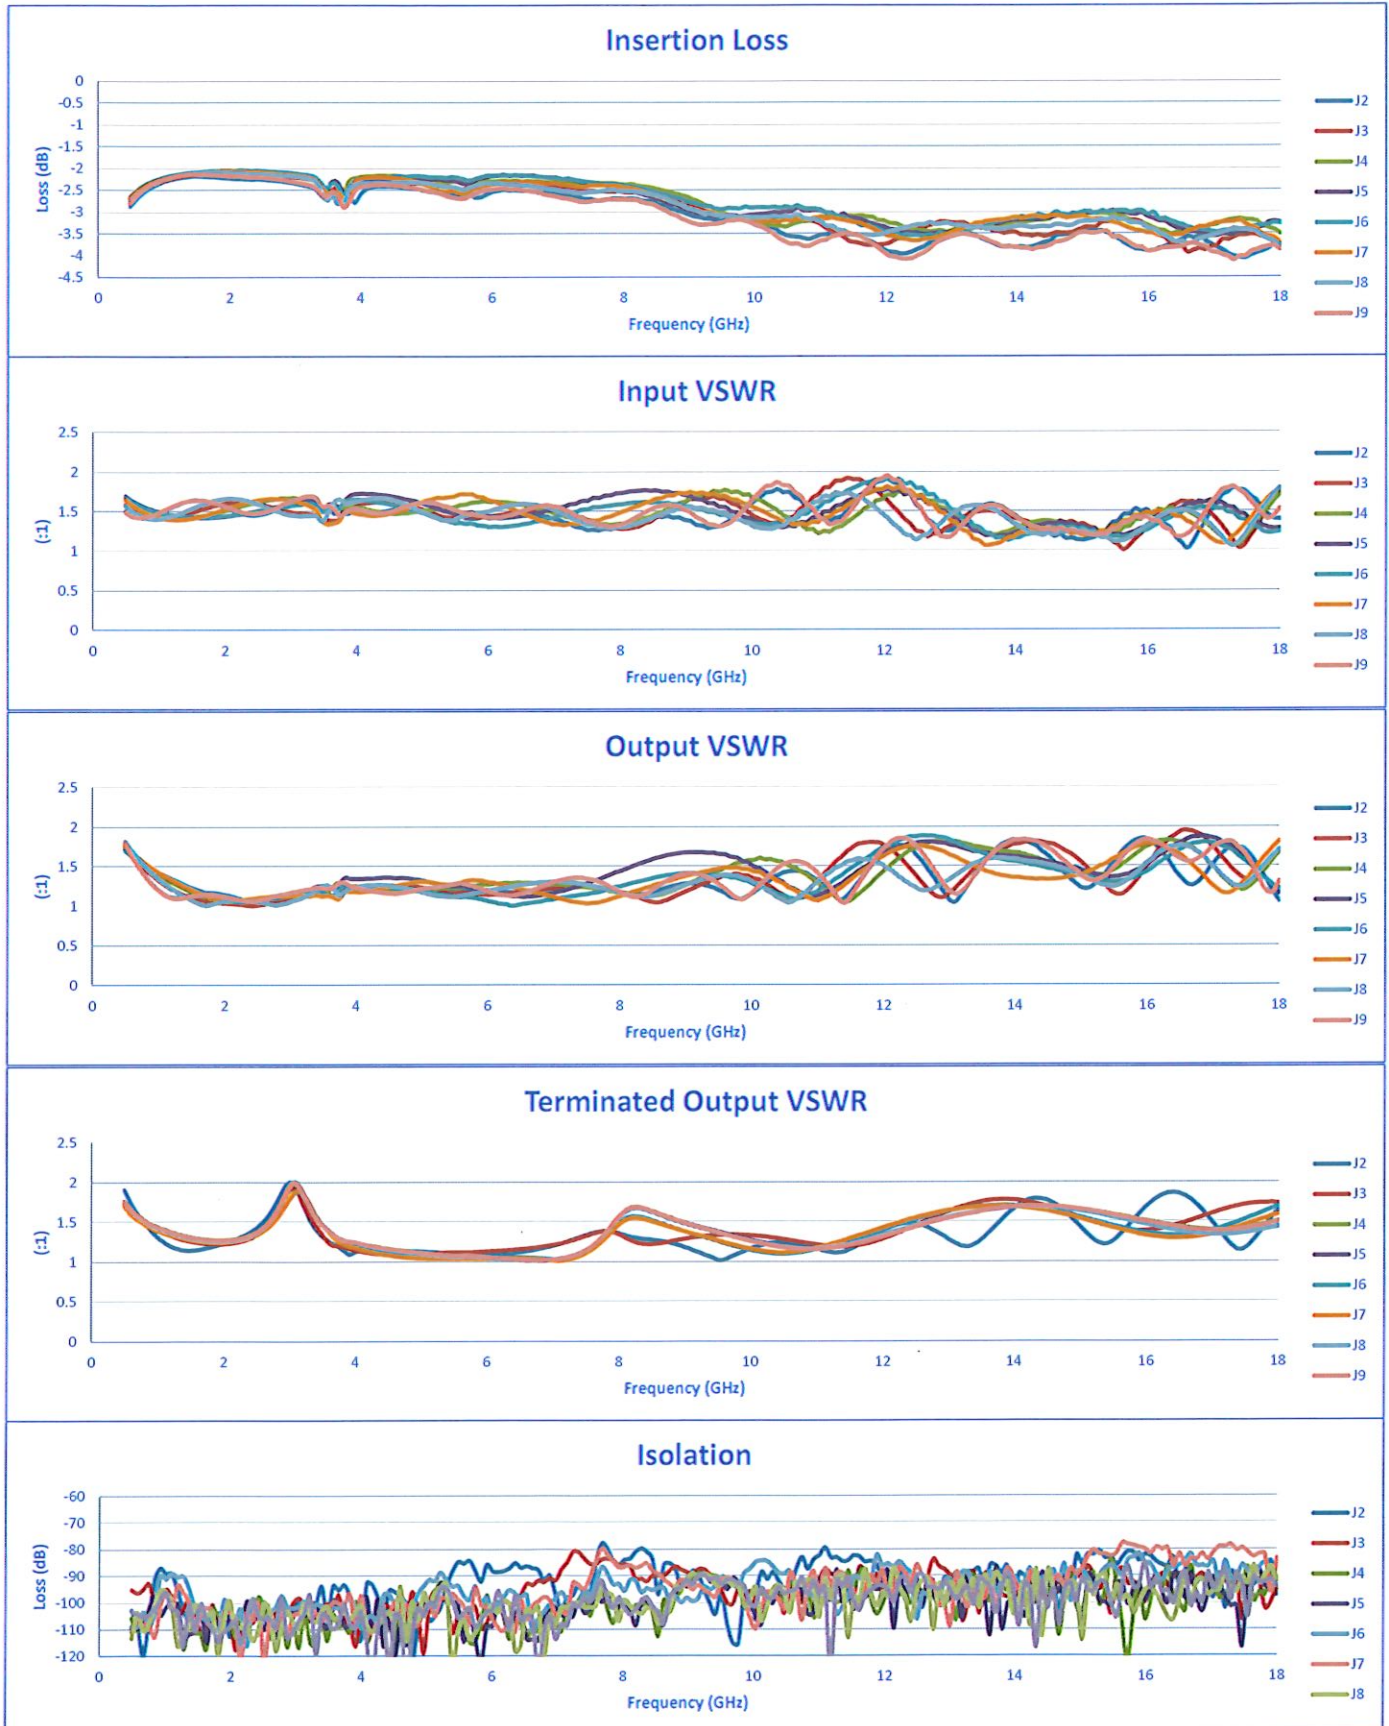 Insertion Loss
0
-0.5
-1
-1.5
-2
-2.5
-3
-3.5
-4
-4.5
Loss (dB)
0 2 4 6 8 10 12 14 16 18
Frequency (GHz)
J2
J3
J4
J5
J6
J7
J8
J9
Input VSWR
2.5
2
1.5
1
0.5
0
(:1)
0 2 4 6 8 10 12 14 16 18
Frequency (GHz)
J2
J3
J4
J5
J6
J7
J8
J9
Output VSWR
2.5
2
1.5
1
0.5
0
(:1)
0 2 4 6 8 10 12 14 16 18
Frequency (GHz)
J2
J3
J4
J5
J6
J7
J8
J9
Terminated Output VSWR
2.5
2
1.5
1
0.5
0
(:1)
0 2 4 6 8 10 12 14 16 18
Frequency (GHz)
J2
J3
J4
J5
J6
J7
J8
J9
Isolation
-60
-70
-80
-90
-100
-110
-120
Loss (dB)
0 2 4 6 8 10 12 14 16 18
Frequency (GHz)
J2
J3
J4
J5
J6
J7
J8